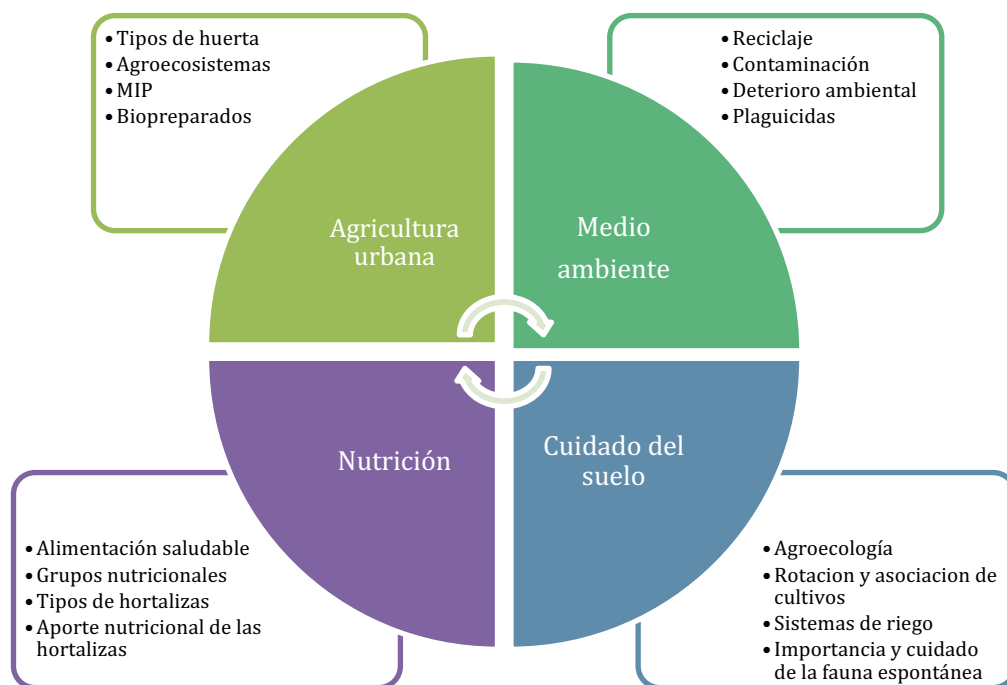 • Tipos de huerta
• Agroecosistemas
• MIP
• Biopreparados
• Reciclaje
• Contaminación
• Deterioro ambiental
• Plaguicidas
Agricultura
urbana
Medio
ambiente
Nutrición
Cuidado del
suelo
• Alimentación saludable
• Grupos nutricionales
• Tipos de hortalizas
• Aporte nutricional de las
hortalizas
• Agroecología
• Rotacion y asociacion de
cultivos
• Sistemas de riego
• Importancia y cuidado
de la fauna espontánea